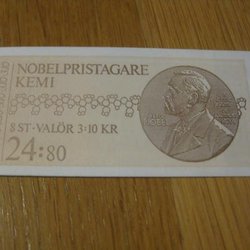 NOBELPRISTAGARE
KEMI
8 ST·VALÖR 3:10 KR
24:80